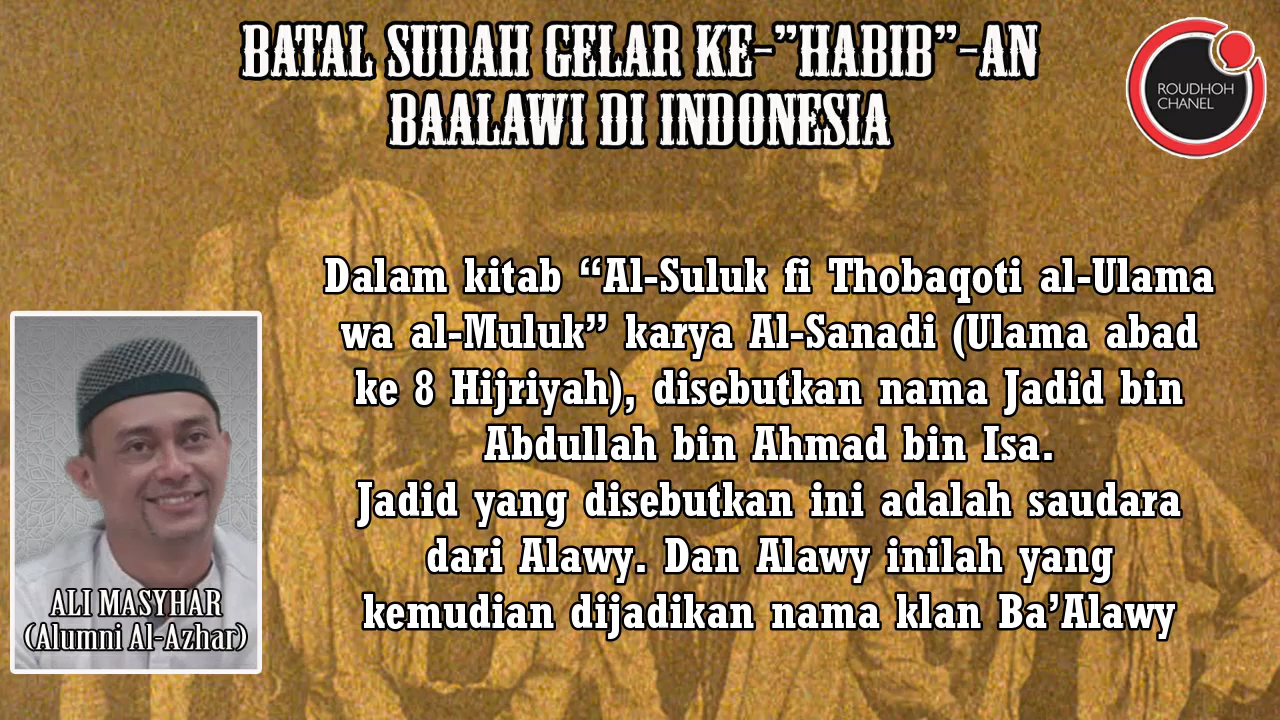 BATAL SUDAH GELAR KE-"HABIB"-AN
BAALAWI DI INDONESIA
ROUDHOH
CHANEL
Dalam kitab “Al-Suluk fi Thobaqoti al-Ulama
wa al-Muluk” karya Al-Sanadi (Ulama abad
ke 8 Hijriyah), disebutkan nama Jadid bin
Abdullah bin Ahmad bin Isa.
Jadid yang disebutkan ini adalah saudara
dari Alawy. Dan Alawy inilah yang
kemudian dijadikan nama klan Ba’Alawy
ALI MASYHAR
(Alumni Al-Azhar)